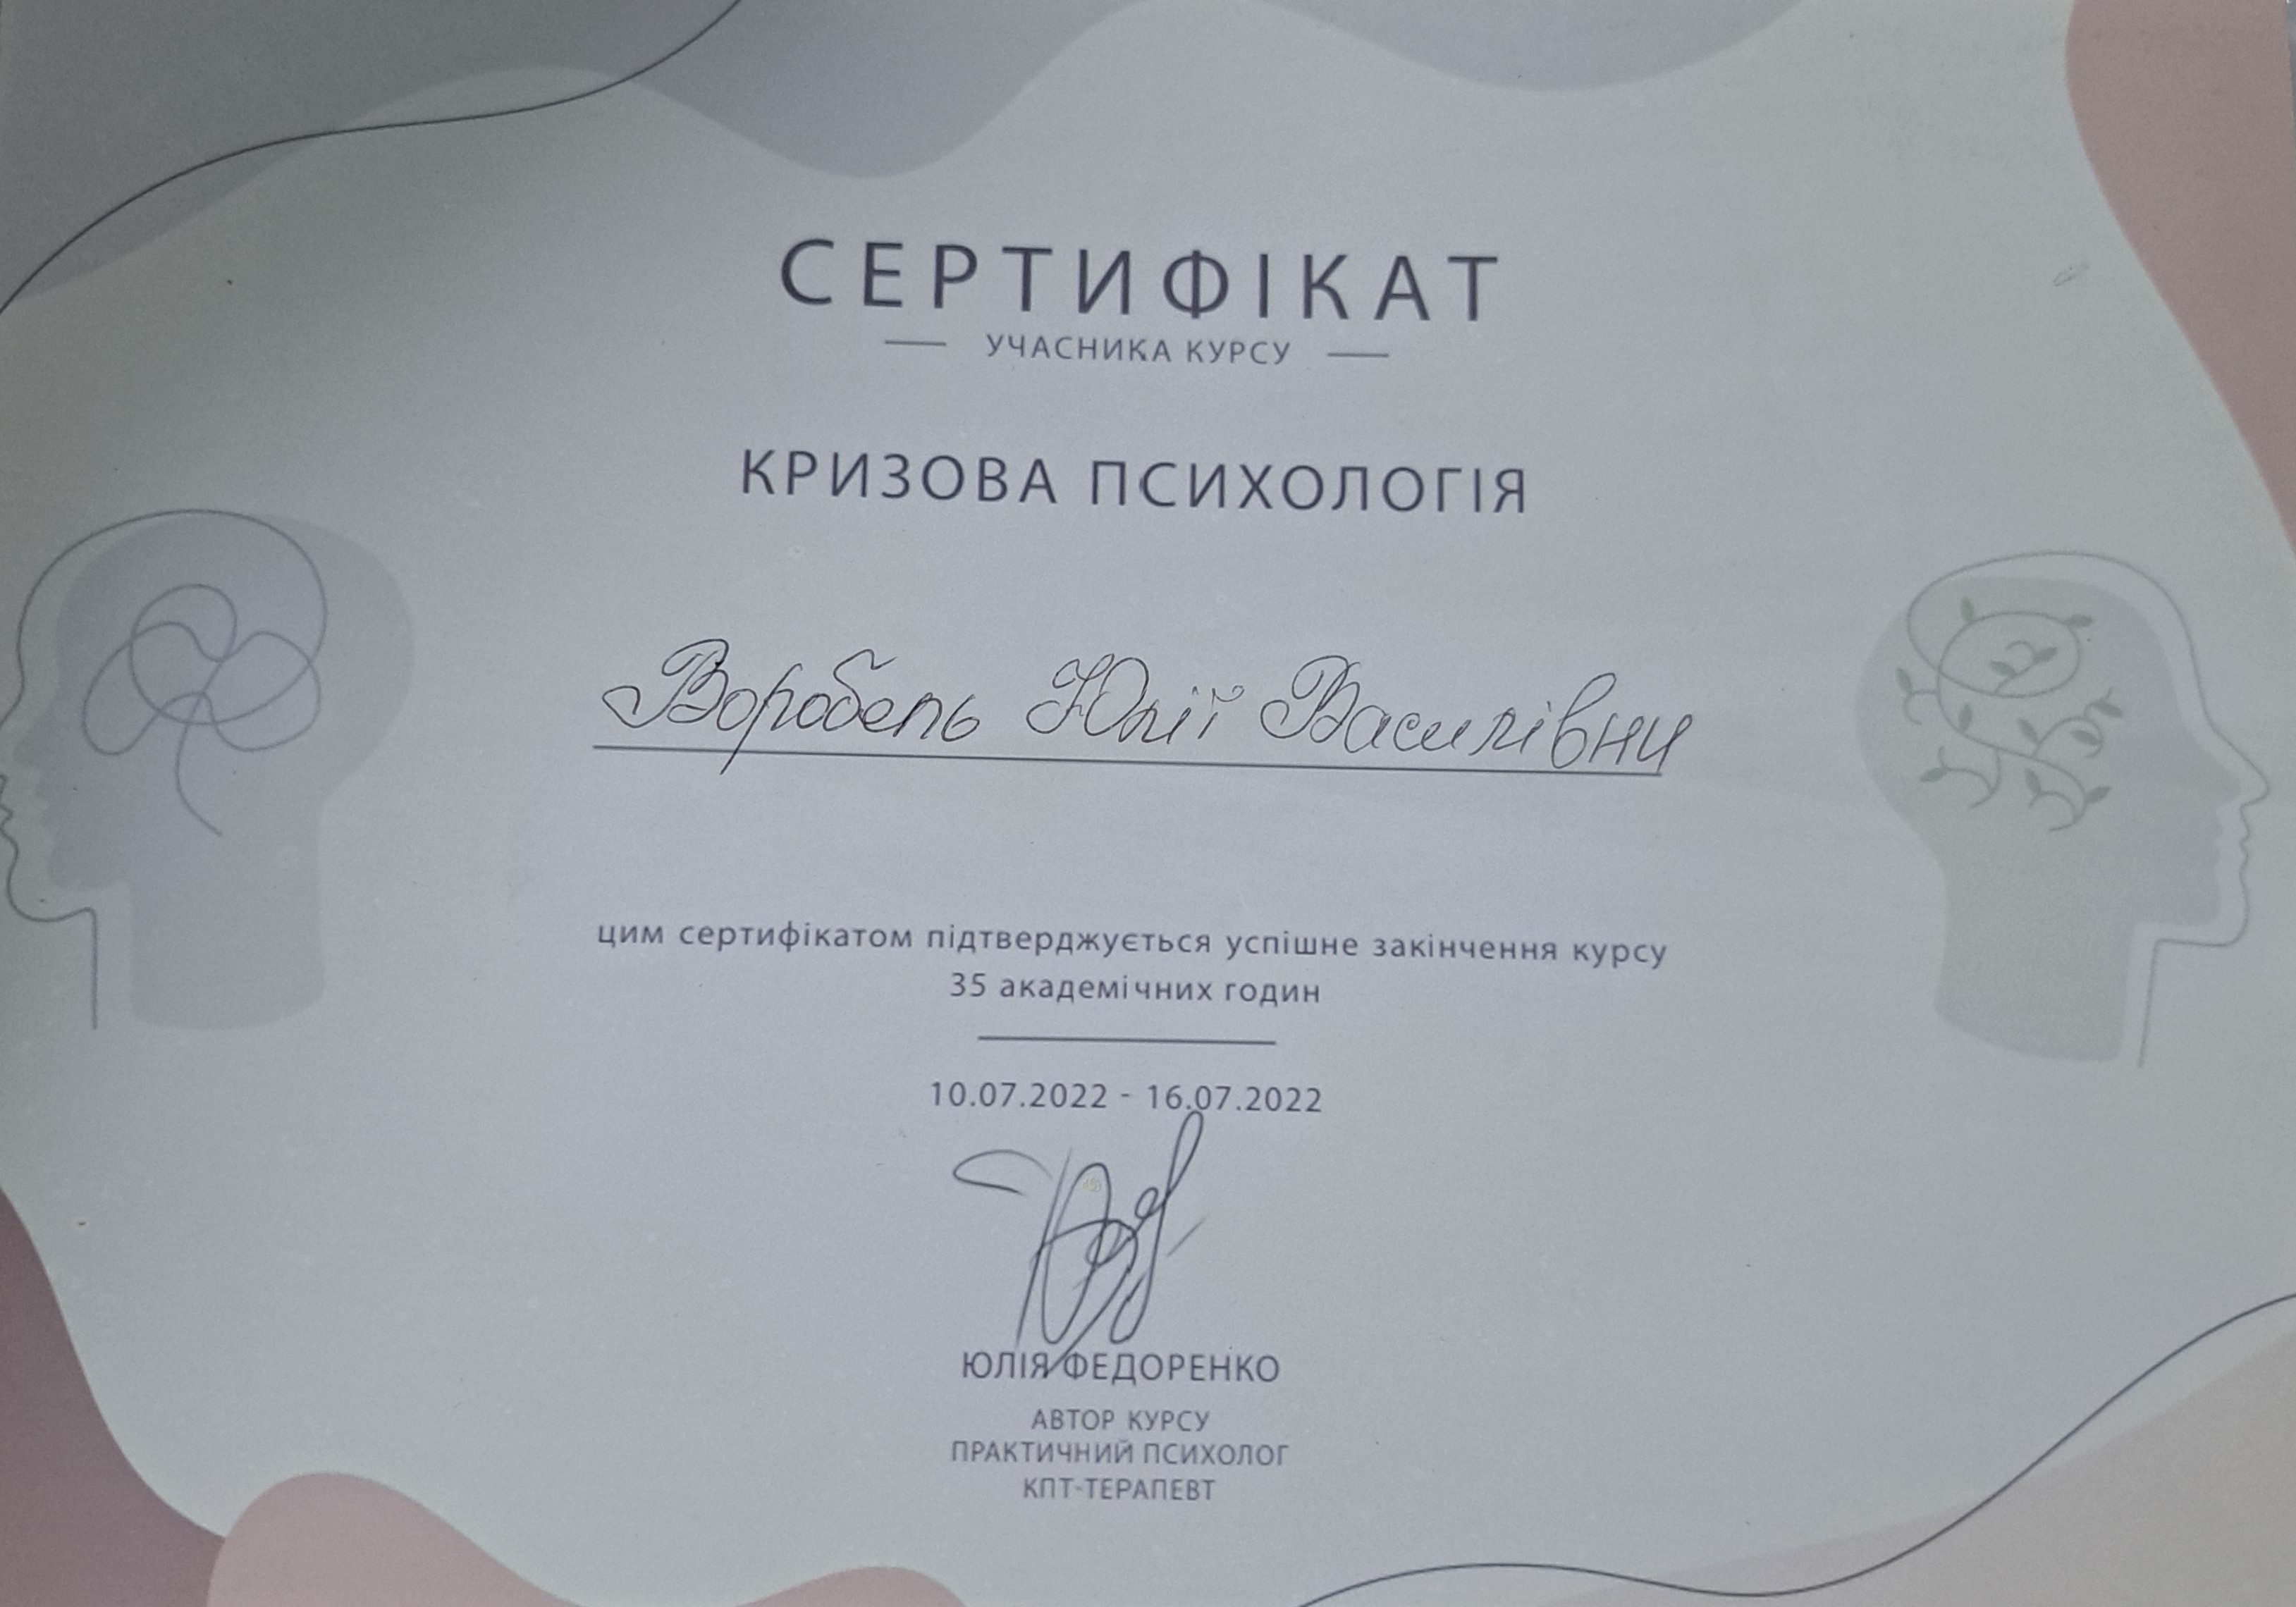 СЕРТИФІКАТ
УЧАСНИКА КУРСУ
КРИЗОВА ПСИХОЛОГІЯ
Воробель Юлії Василівни
цим сертифікатом підтверджується успішне закінчення курсу
35 академічних годин
10.07.2022 - 16.07.2022
ЮЛІЯ ФЕДОРЕНКО
АВТОР КУРСУ
ПРАКТИЧНИЙ ПСИХОЛОГ
КПТ-ТЕРАПЕВТ